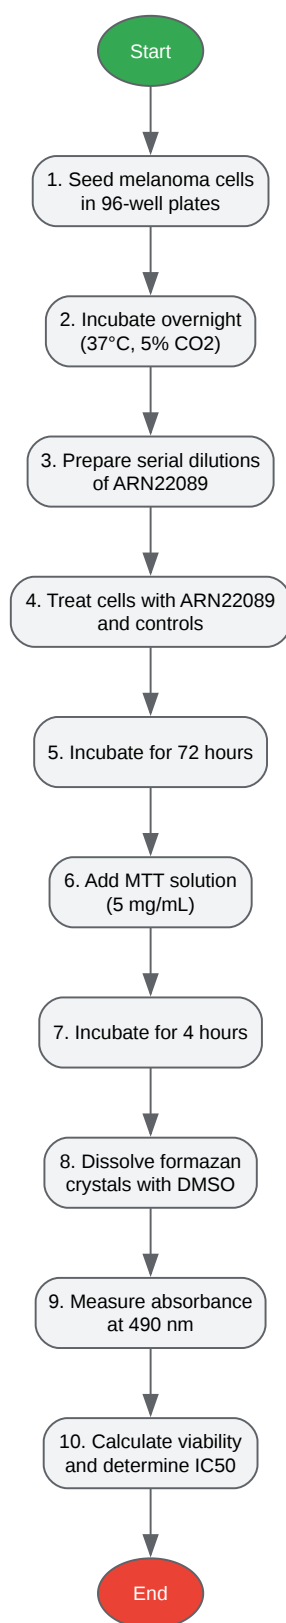 Start
1. Seed melanoma cells
in 96-well plates
2. Incubate overnight
(37°C, 5% CO2)
3. Prepare serial dilutions
of ARN22089
4. Treat cells with ARN22089
and controls
5. Incubate for 72 hours
6. Add MTT solution
(5 mg/mL)
7. Incubate for 4 hours
8. Dissolve formazan
crystals with DMSO
9. Measure absorbance
at 490 nm
10. Calculate viability
and determine IC50
End